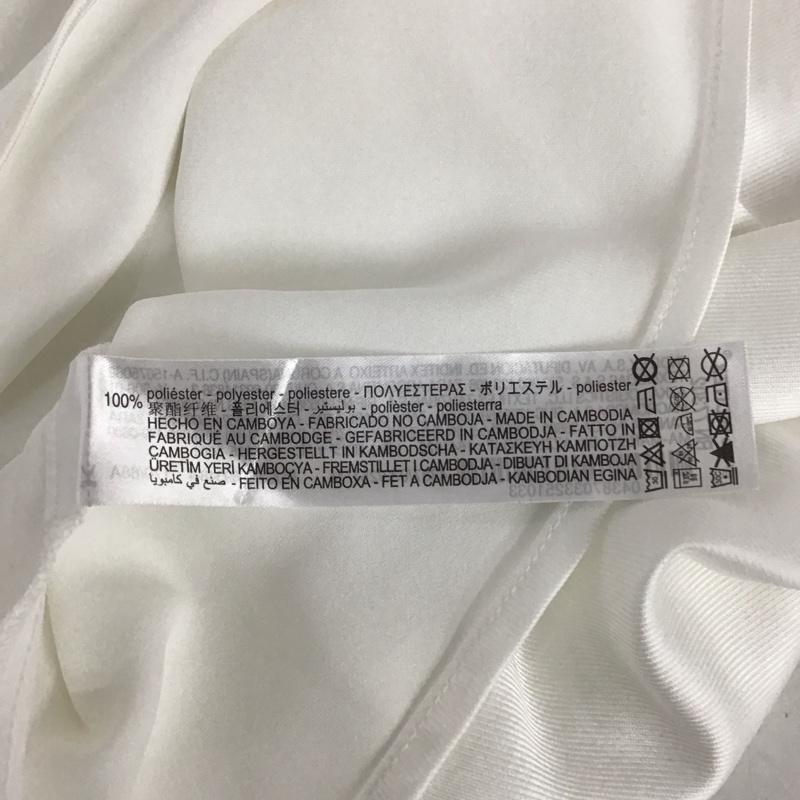 100% poliéster - polyester - poliestere - ΠΟΛΥΕΣΤΕΡΑΣ - ポリエステル - poliester
聚酯纤维 - 폴리에스터 - بوليستير - polièster - poliesterra
HECHO EN CAMBOYA - FABRICADO NO CAMBOJA - MADE IN CAMBODIA
FABRIQUÉ AU CAMBODGE - GEFABRICEERD IN CAMBODJA - FATTO IN
CAMBOGIA - HERGESTELLT IN KAMBODSCHA - ΚΑΤΑΣΚΕΥΗ ΚΑΜΠΟΤΖΗ
ÜRETİM YERİ KAMBOÇYA - FREMSTILLET I CAMBODJA - DIBUAT DI KAMBOJA
صنع في كامبوديا - FEITO EN CAMBOXA - FET A CAMBODJA - KANBODIAN EGINA